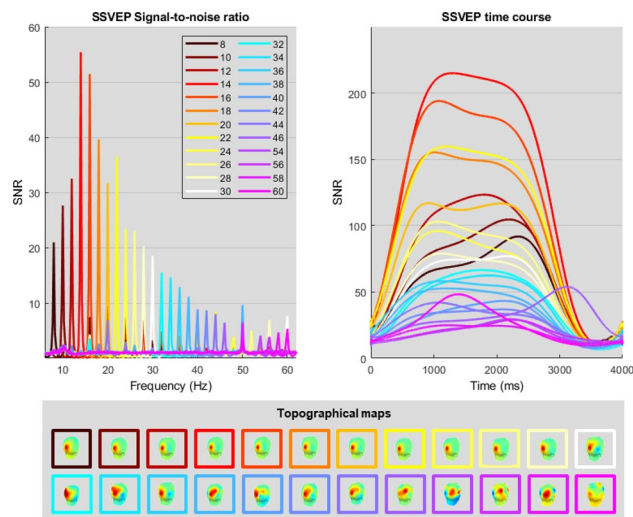 SSVEP Signal-to-noise ratio
60
50
40
30
20
10
SNR
10 20 30 40 50 60
Frequency (Hz)
8 32
10 34
12 36
14 38
16 40
18 42
20 44
22 46
24 54
26 56
28 58
30 60
SSVEP time course
200
150
100
50
0
SNR
0 1000 2000 3000 4000
Time (ms)
Topographical maps